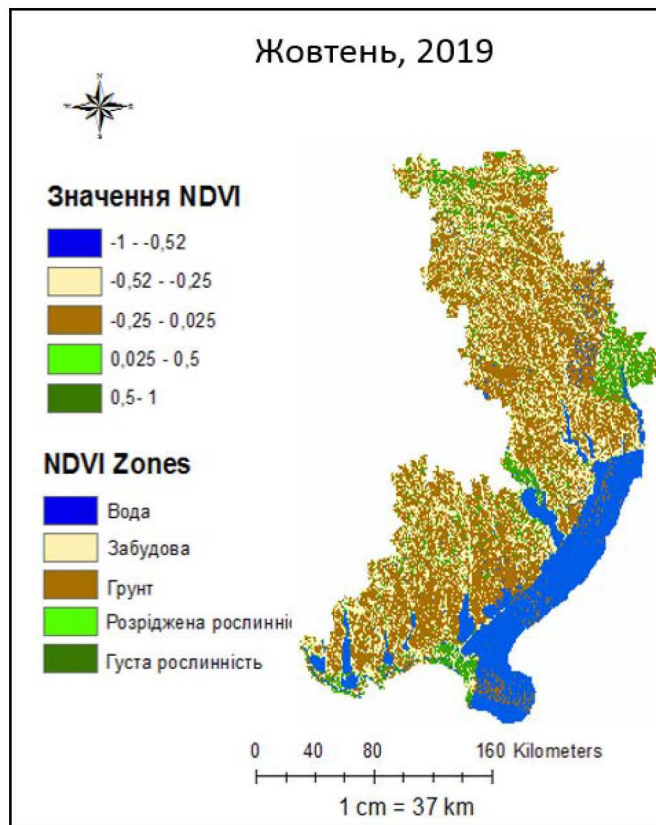 Жовтень, 2019
N
Значення NDVI
-1 - -0,52
-0,52 - -0,25
-0,25 - 0,025
0,025 - 0,5
0,5- 1
NDVI Zones
Вода
Забудова
Грунт
Розріджена рослинні
Густа рослинність
0 40 80 160 Kilometers
1 cm = 37 km